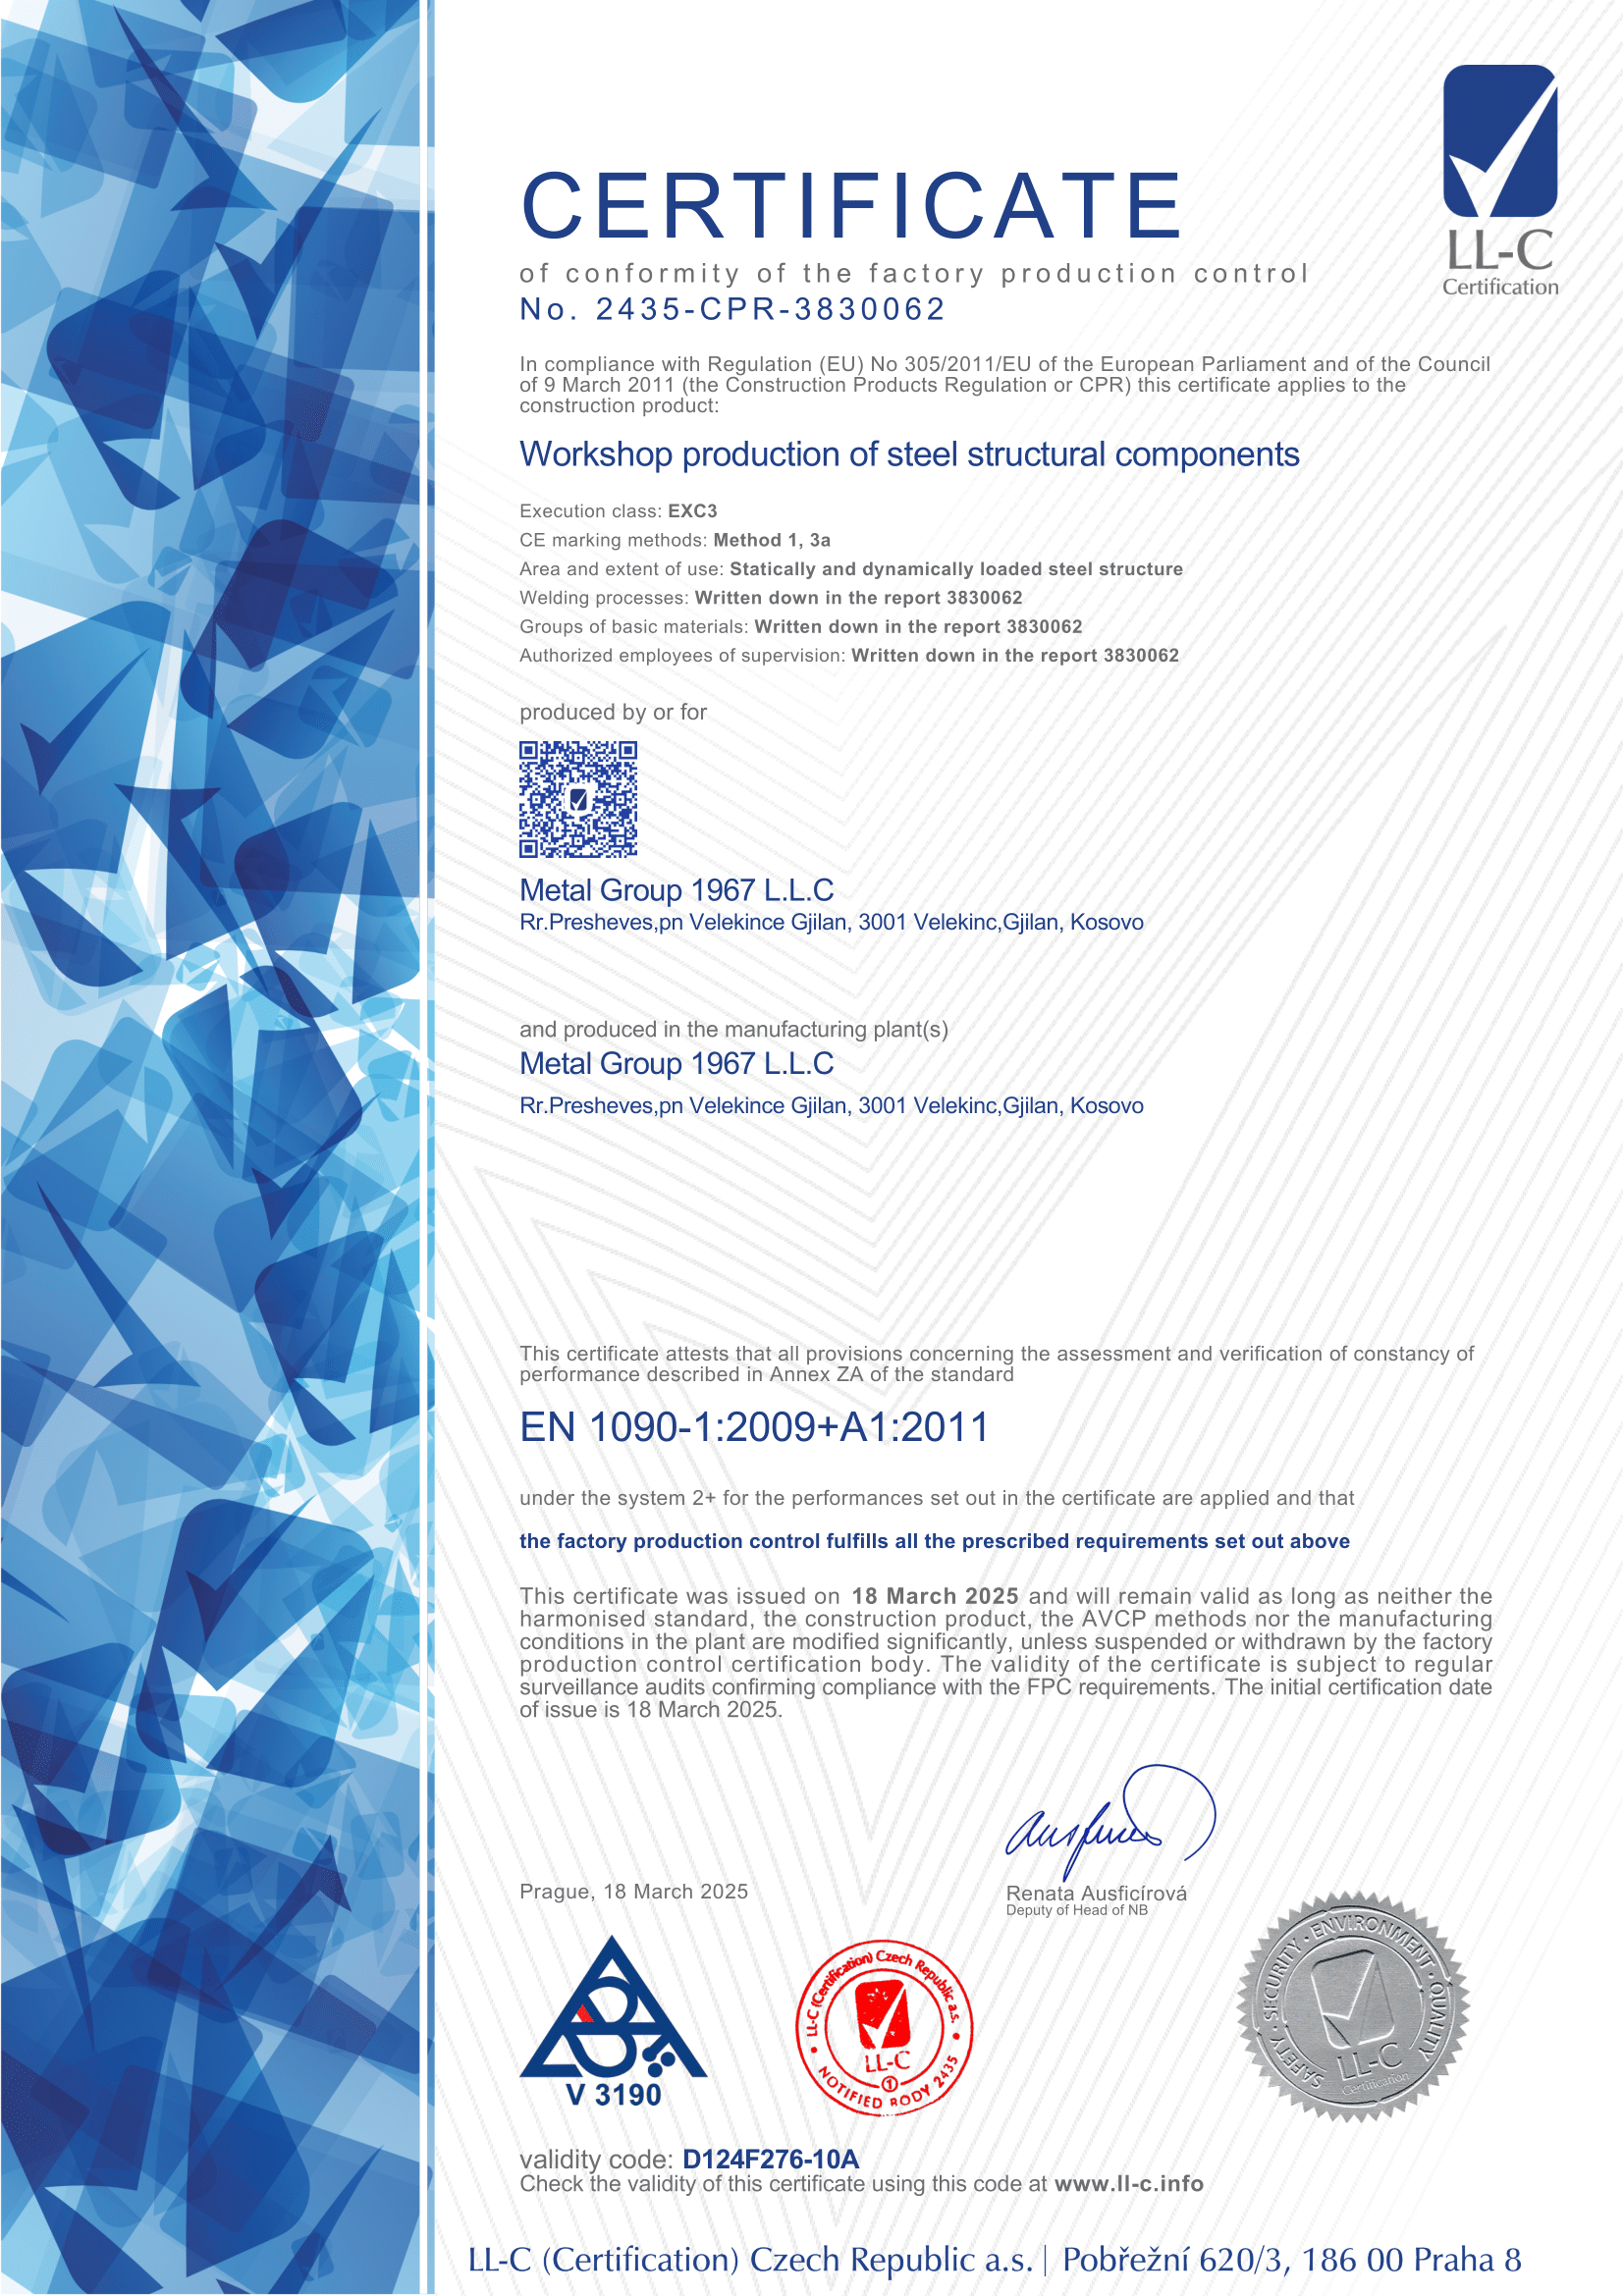 LL-C
Certification
CERTIFICATE
of conformity of the factory production control
No. 2435-CPR-3830062
In compliance with Regulation (EU) No 305/2011/EU of the European Parliament and of the Council
of 9 March 2011 (the Construction Products Regulation or CPR) this certificate applies to the
construction product:
Workshop production of steel structural components
Execution class: EXC3
CE marking methods: Method 1, 3a
Area and extent of use: Statically and dynamically loaded steel structure
Welding processes: Written down in the report 3830062
Groups of basic materials: Written down in the report 3830062
Authorized employees of supervision: Written down in the report 3830062
produced by or for
Metal Group 1967 L.L.C
Rr.Presheves,pn Velekince Gjilan, 3001 Velekinc,Gjilan, Kosovo
and produced in the manufacturing plant(s)
Metal Group 1967 L.L.C
Rr.Presheves,pn Velekince Gjilan, 3001 Velekinc,Gjilan, Kosovo
This certificate attests that all provisions concerning the assessment and verification of constancy of
performance described in Annex ZA of the standard
EN 1090-1:2009+A1:2011
under the system 2+ for the performances set out in the certificate are applied and that
the factory production control fulfills all the prescribed requirements set out above
This certificate was issued on 18 March 2025 and will remain valid as long as neither the
harmonised standard, the construction product, the AVCP methods nor the manufacturing
conditions in the plant are modified significantly, unless suspended or withdrawn by the factory
production control certification body. The validity of the certificate is subject to regular
surveillance audits confirming compliance with the FPC requirements. The initial certification date
of issue is 18 March 2025.
Prague, 18 March 2025
Renata Ausficírová
Deputy of Head of NB
V 3190
LL-C (Certification) Czech Republic a.s.
LL-C
1
NOTIFIED BODY 2435
SAFETY · SECURITY · ENVIRONMENT · QUALITY
LL-C
Certification
validity code: D124F276-10A
Check the validity of this certificate using this code at www.ll-c.info
LL-C (Certification) Czech Republic a.s. | Pobřežní 620/3, 186 00 Praha 8